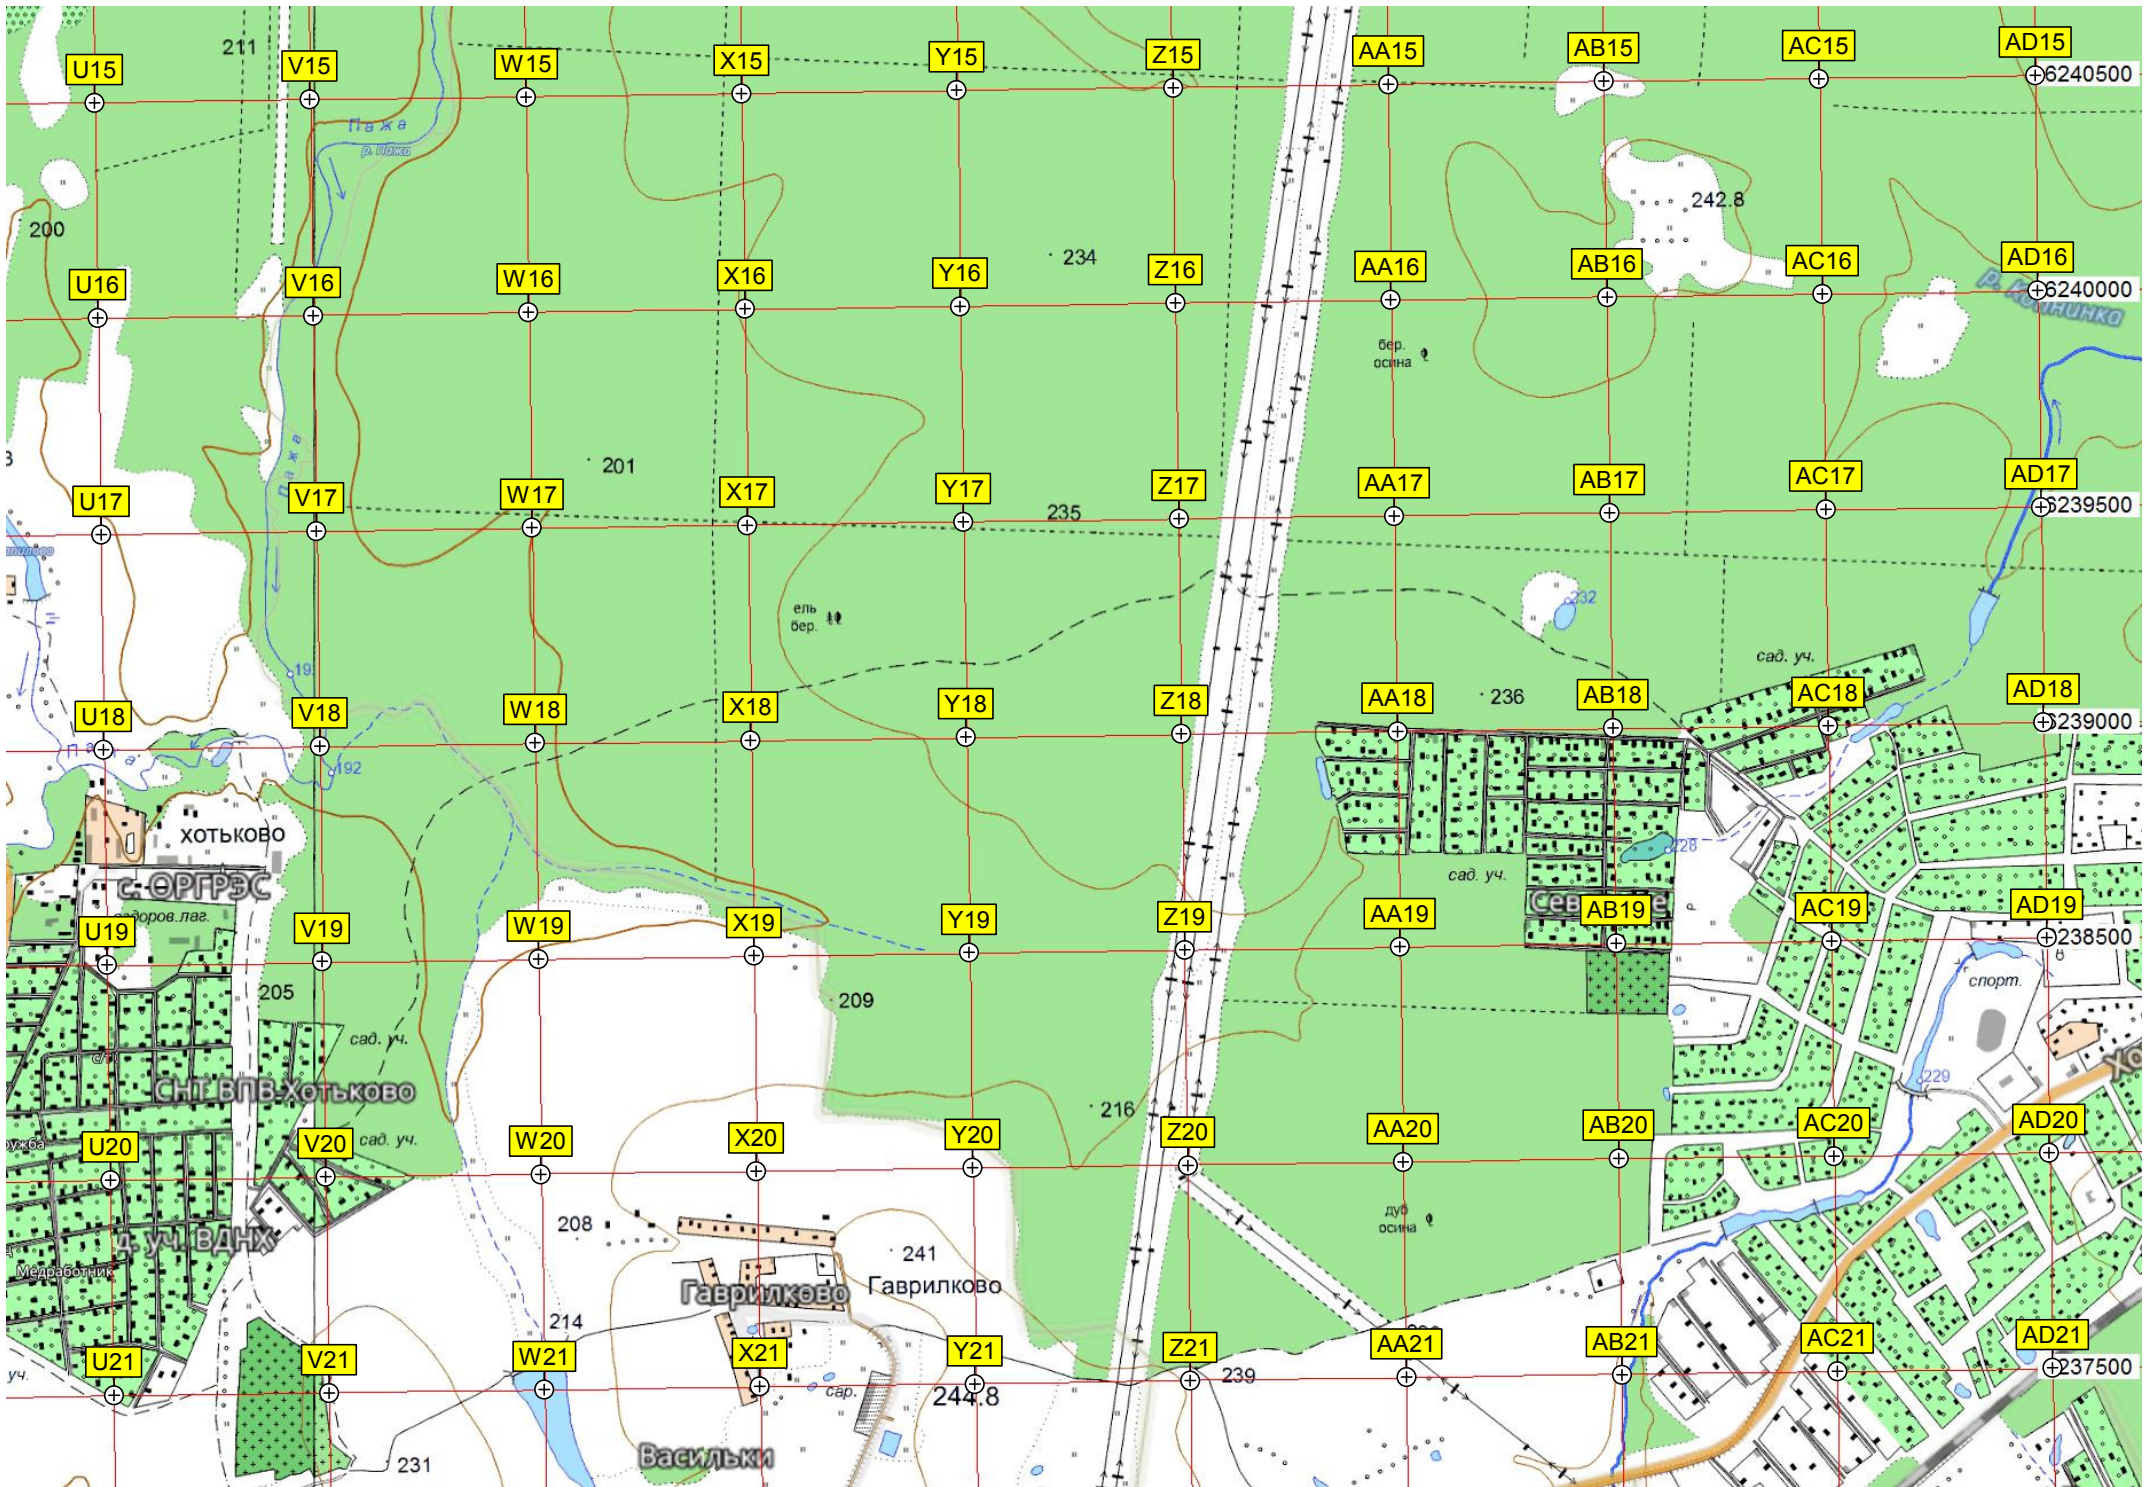 211
U15
V15
W15
X15
Y15
Z15
AA15
AB15
AC15
AD15
6240500
Пажа
р. Пажа
200
242.8
234
U16
V16
W16
X16
Y16
Z16
AA16
AB16
AC16
AD16
6240000
бер.
осина
Пажа
201
U17
V17
W17
X17
Y17
Z17
AA17
AB17
AC17
AD17
235
6239500
232
ель
бер.
сад. уч.
19
236
U18
V18
W18
X18
Y18
Z18
AA18
AB18
AC18
AD18
6239000
192
хотьково
228
сад. уч.
с. ОРГРЭС
U19
V19
W19
X19
Y19
Z19
AA19
AB19
AC19
AD19
238500
спорт.
205
209
сад. уч.
229
Хо
СНТ ВПВ-Хотьково
216
сад. уч.
U20
V20
W20
X20
Y20
Z20
AA20
AB20
AC20
AD20
208
дуб
осина
д. уч. ВДНХ
241
Медработник
Гаврилково
Гаврилково
214
U21
V21
W21
X21
Y21
Z21
AA21
AB21
AC21
AD21
237500
уч.
239
сар.
244.8
Васильки
231